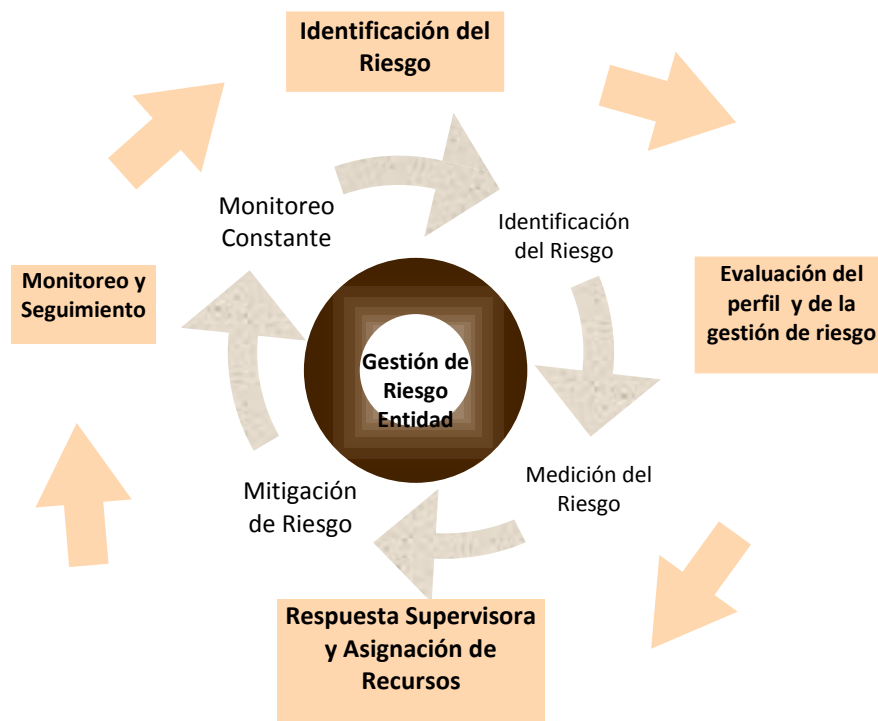 Identificación del
Riesgo
Monitoreo
Constante
Identificación
del Riesgo
Monitoreo y
Seguimiento
Evaluación del
perfil y de la
gestión de riesgo
Gestión de
Riesgo
Entidad
Mitigación
de Riesgo
Medición del
Riesgo
Respuesta Supervisora
y Asignación de
Recursos